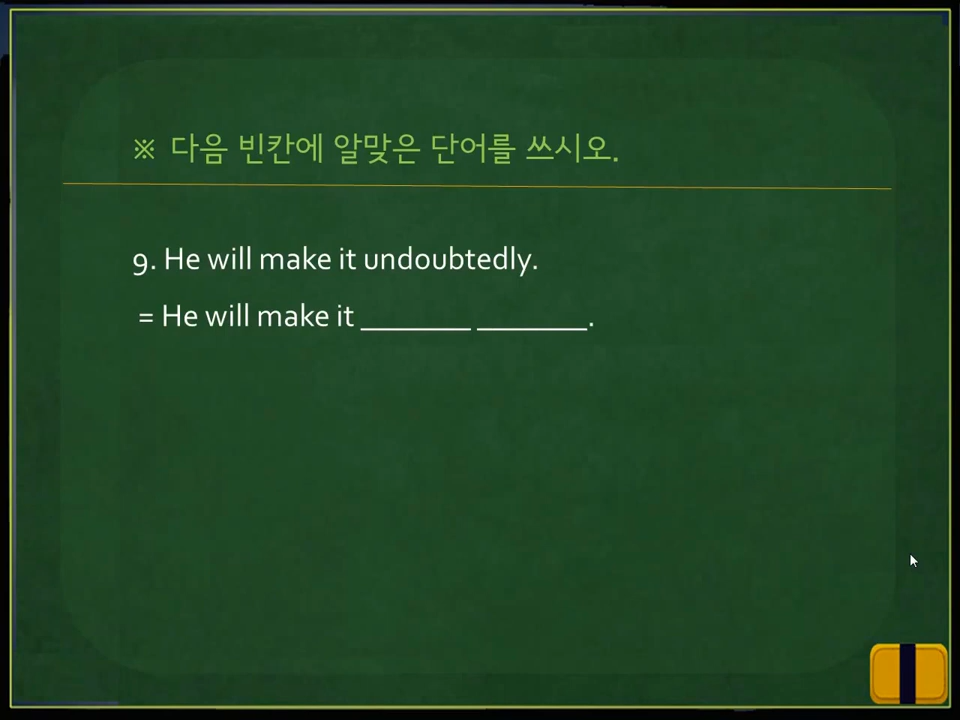 ※ 다음 빈칸에 알맞은 단어를 쓰시오.
9. He will make it undoubtedly.
= He will make it _______ _______.